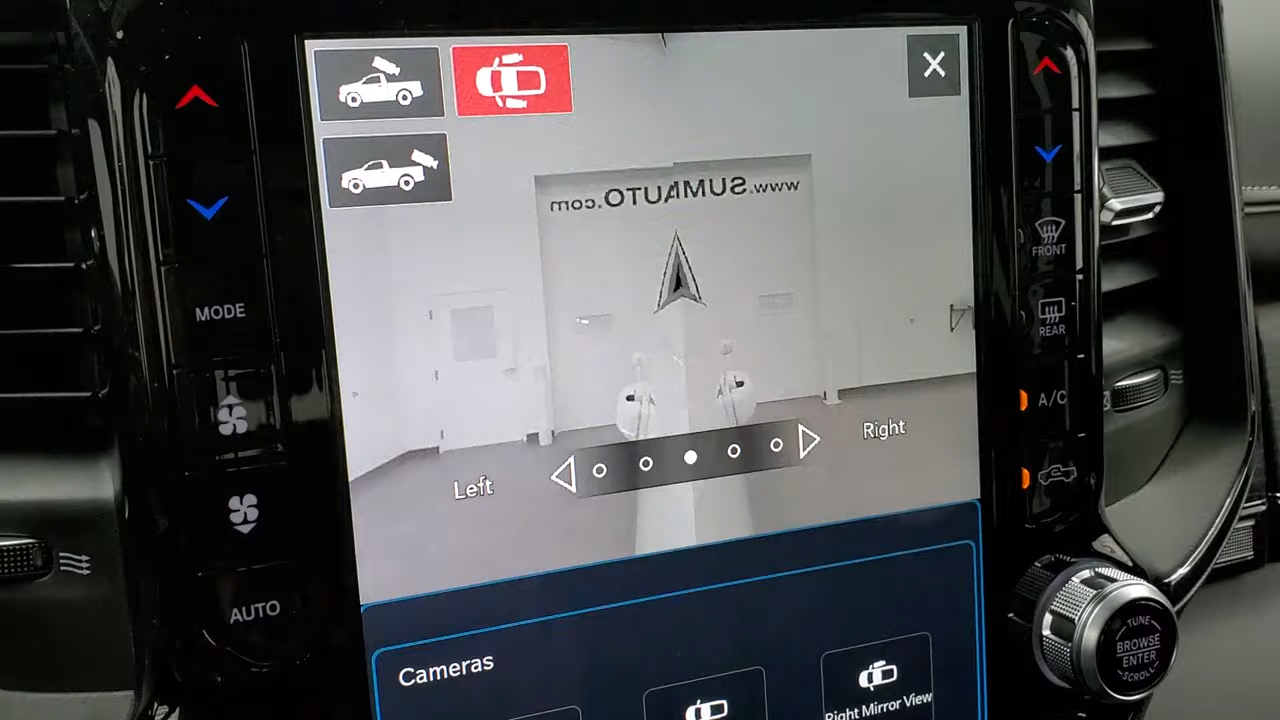 www.SUMAUTO.com
MODE
FRONT
REAR
A/C
Left
Right
AUTO
Cameras
Right Mirror View
TUNE
BROWSE
ENTER
SCROLL